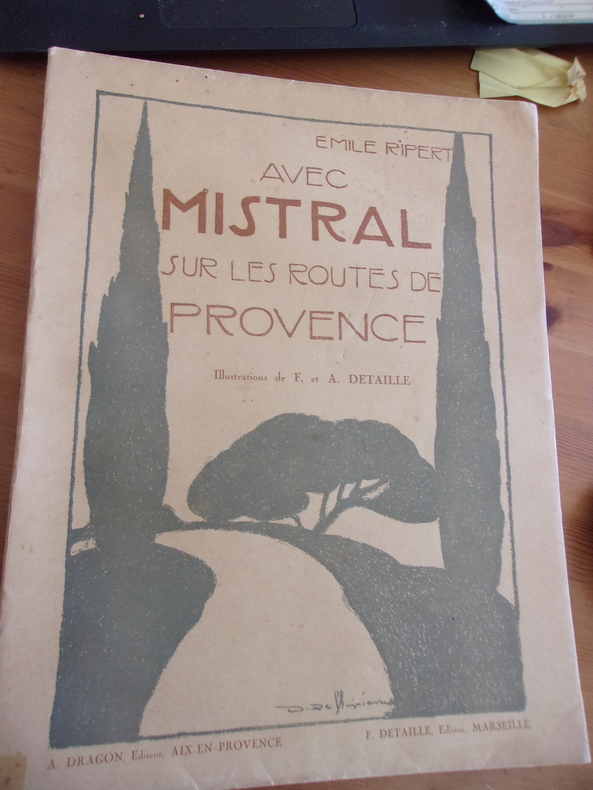 EMILE RIPERT
AVEC
MISTRAL
SUR LES ROUTES DE
PROVENCE
Illustrations de F. et A. DETAILLE
A. DRAGON, Editeur, AIX-EN-PROVENCE
F. DETAILLE, Editeur, MARSEILLE